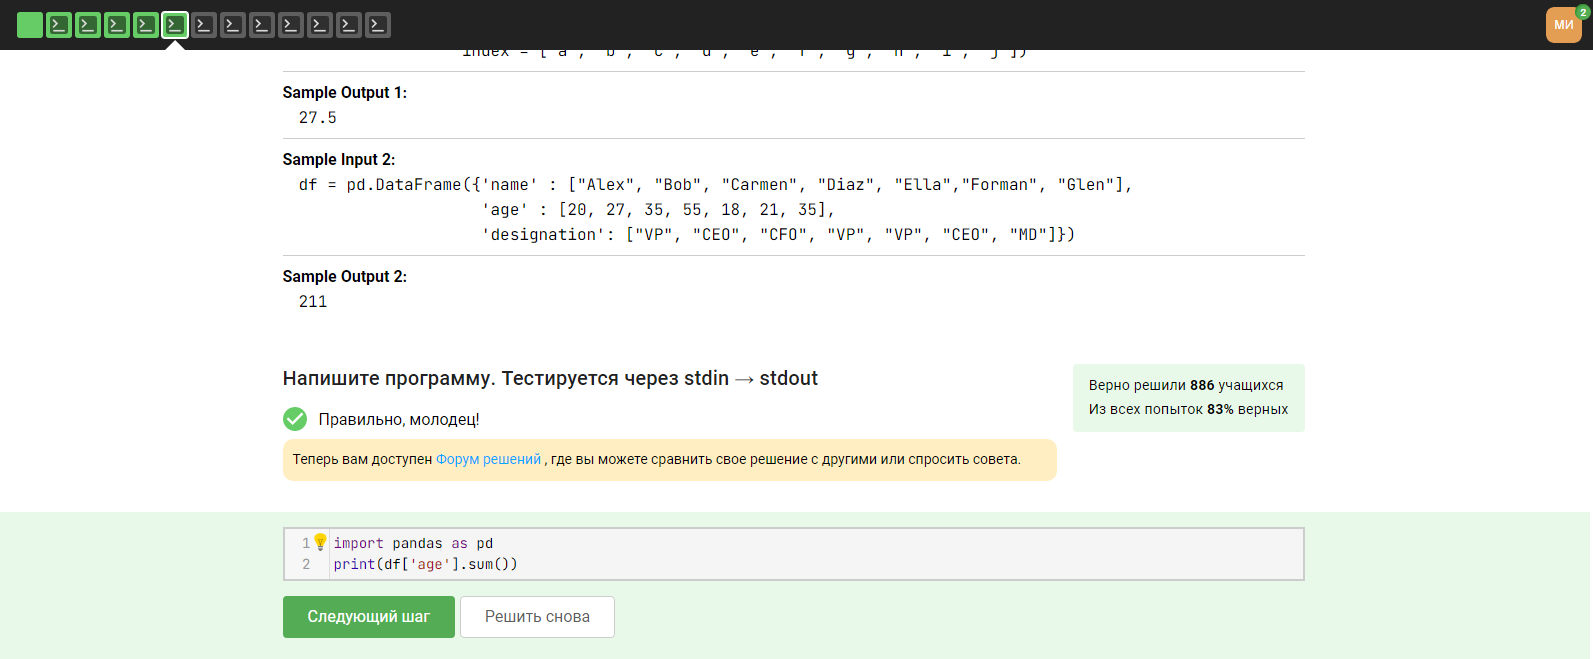 МИ
2
index = ['a', 'b', 'c', 'd', 'e', 'f', 'g', 'h', 'i', 'j'])
Sample Output 1:
27.5
Sample Input 2:
df = pd.DataFrame({'name' : ["Alex", "Bob", "Carmen", "Diaz", "Ella","Forman", "Glen"],
'age' : [20, 27, 35, 55, 18, 21, 35],
'designation': ["VP", "CEO", "CFO", "VP", "VP", "CEO", "MD"]})
Sample Output 2:
211
Напишите программу. Тестируется через stdin → stdout
Верно решили 886 учащихся
Из всех попыток 83% верных
Правильно, молодец!
Теперь вам доступен Форум решений , где вы можете сравнить свое решение с другими или спросить совета.
1 import pandas as pd
2 print(df['age'].sum())
Следующий шаг
Решить снова